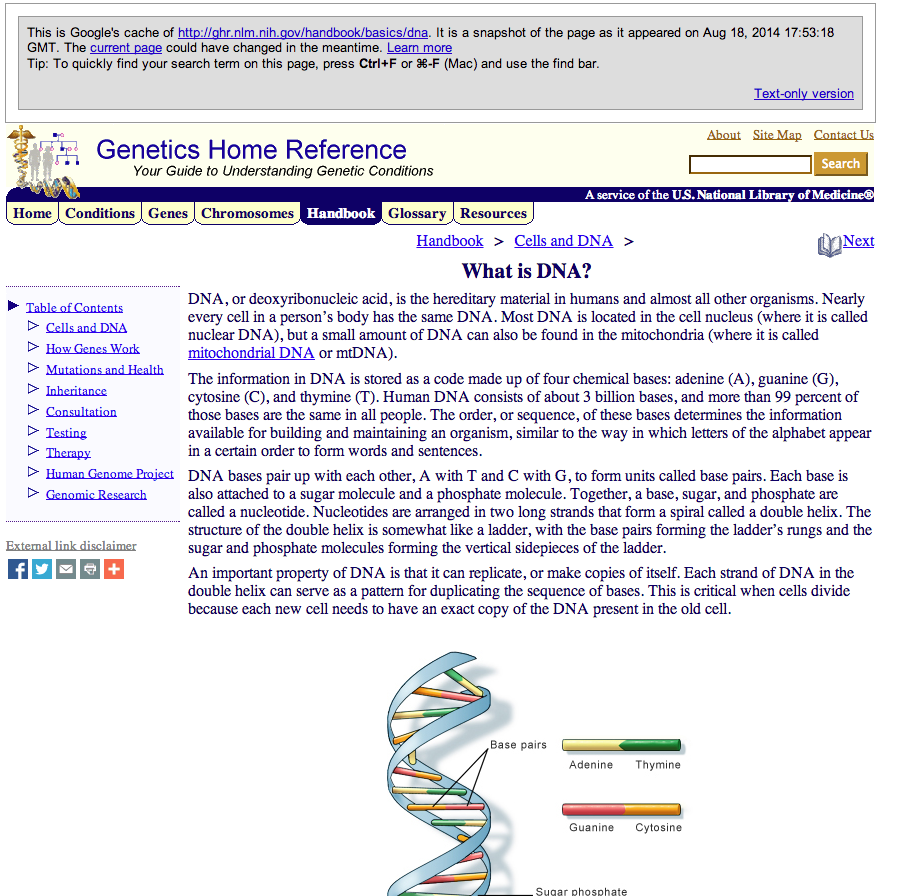 This is Google's cache of http://ghr.nlm.nih.gov/handbook/basics/dna. It is a snapshot of the page as it appeared on Aug 18, 2014 17:53:18
GMT. The current page could have changed in the meantime. Learn more
Tip: To quickly find your search term on this page, press Ctrl+F or ⌘-F (Mac) and use the find bar.
Text-only version
About Site Map Contact Us
Genetics Home Reference
Your Guide to Understanding Genetic Conditions
Search
A service of the U.S. National Library of Medicine®
Home Conditions Genes Chromosomes Handbook Glossary Resources
Handbook > Cells and DNA >
Next
What is DNA?
Table of Contents
Cells and DNA
How Genes Work
Mutations and Health
Inheritance
Consultation
Testing
Therapy
Human Genome Project
Genomic Research
External link disclaimer
DNA, or deoxyribonucleic acid, is the hereditary material in humans and almost all other organisms. Nearly
every cell in a person's body has the same DNA. Most DNA is located in the cell nucleus (where it is called
nuclear DNA), but a small amount of DNA can also be found in the mitochondria (where it is called
mitochondrial DNA or mtDNA).
The information in DNA is stored as a code made up of four chemical bases: adenine (A), guanine (G),
cytosine (C), and thymine (T). Human DNA consists of about 3 billion bases, and more than 99 percent of
those bases are the same in all people. The order, or sequence, of these bases determines the information
available for building and maintaining an organism, similar to the way in which letters of the alphabet appear
in a certain order to form words and sentences.
DNA bases pair up with each other, A with T and C with G, to form units called base pairs. Each base is
also attached to a sugar molecule and a phosphate molecule. Together, a base, sugar, and phosphate are
called a nucleotide. Nucleotides are arranged in two long strands that form a spiral called a double helix. The
structure of the double helix is somewhat like a ladder, with the base pairs forming the ladder's rungs and the
sugar and phosphate molecules forming the vertical sidepieces of the ladder.
An important property of DNA is that it can replicate, or make copies of itself. Each strand of DNA in the
double helix can serve as a pattern for duplicating the sequence of bases. This is critical when cells divide
because each new cell needs to have an exact copy of the DNA present in the old cell.
Base pairs
Adenine Thymine
Guanine Cytosine
Sugar phosphate